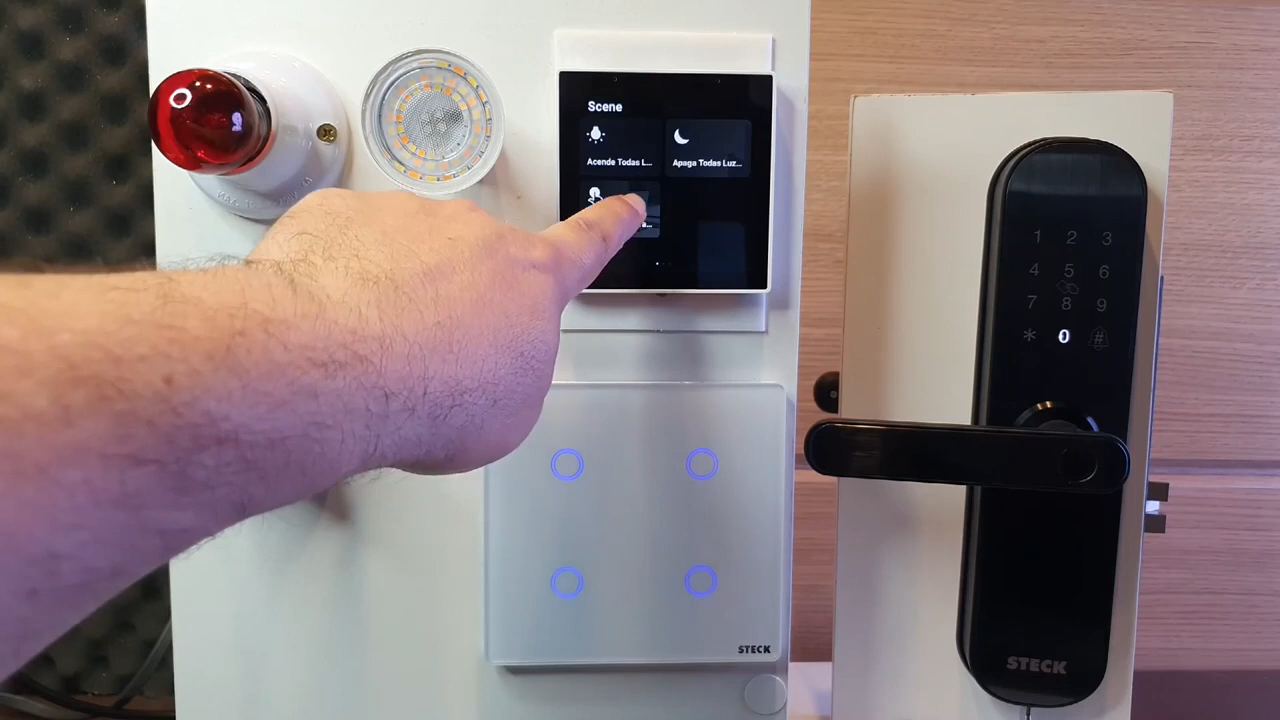 Scene
Acende Todas L...
Apaga Todas Luz...
1 2 3
4 5 6
7 8 9
* 0 #
STECK
STECK